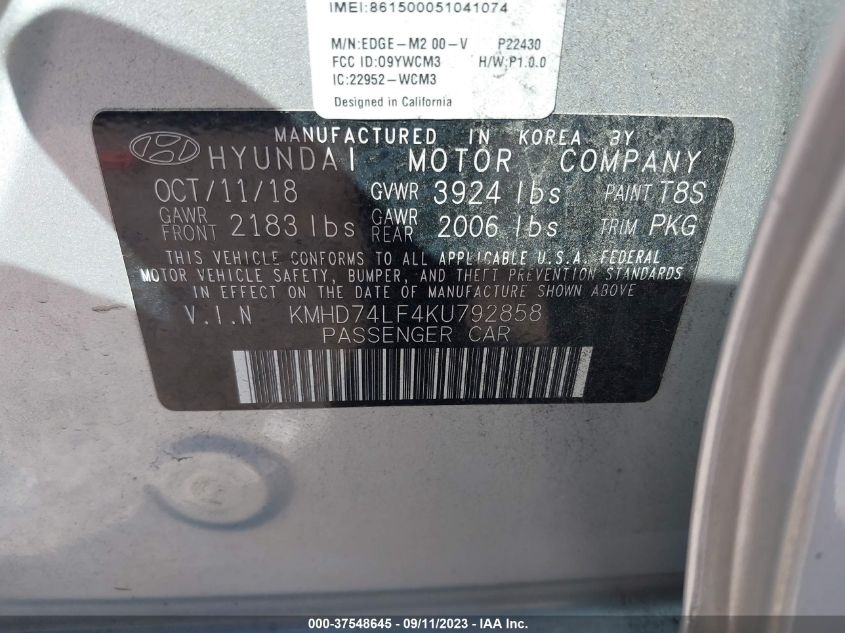 IMEI:861500051041074
M/N:EDGE-M2 00-V P22430
FCC ID:O9YWCM3 H/W:P1.0.0
IC:22952-WCM3
Designed in California
MANUFACTURED IN KOREA BY
HYUNDAI MOTOR COMPANY
OCT/11/18 GVWR 3924 lbs PAINT T8S
GAWR FRONT 2183 lbs GAWR REAR 2006 lbs TRIM PKG
THIS VEHICLE CONFORMS TO ALL APPLICABLE U.S.A. FEDERAL
MOTOR VEHICLE SAFETY, BUMPER, AND THEFT PREVENTION STANDARDS
IN EFFECT ON THE DATE OF MANUFACTURE SHOWN ABOVE
V.I.N KMHD74LF4KU792858
PASSENGER CAR
000-37548645 - 09/11/2023 - IAA Inc.